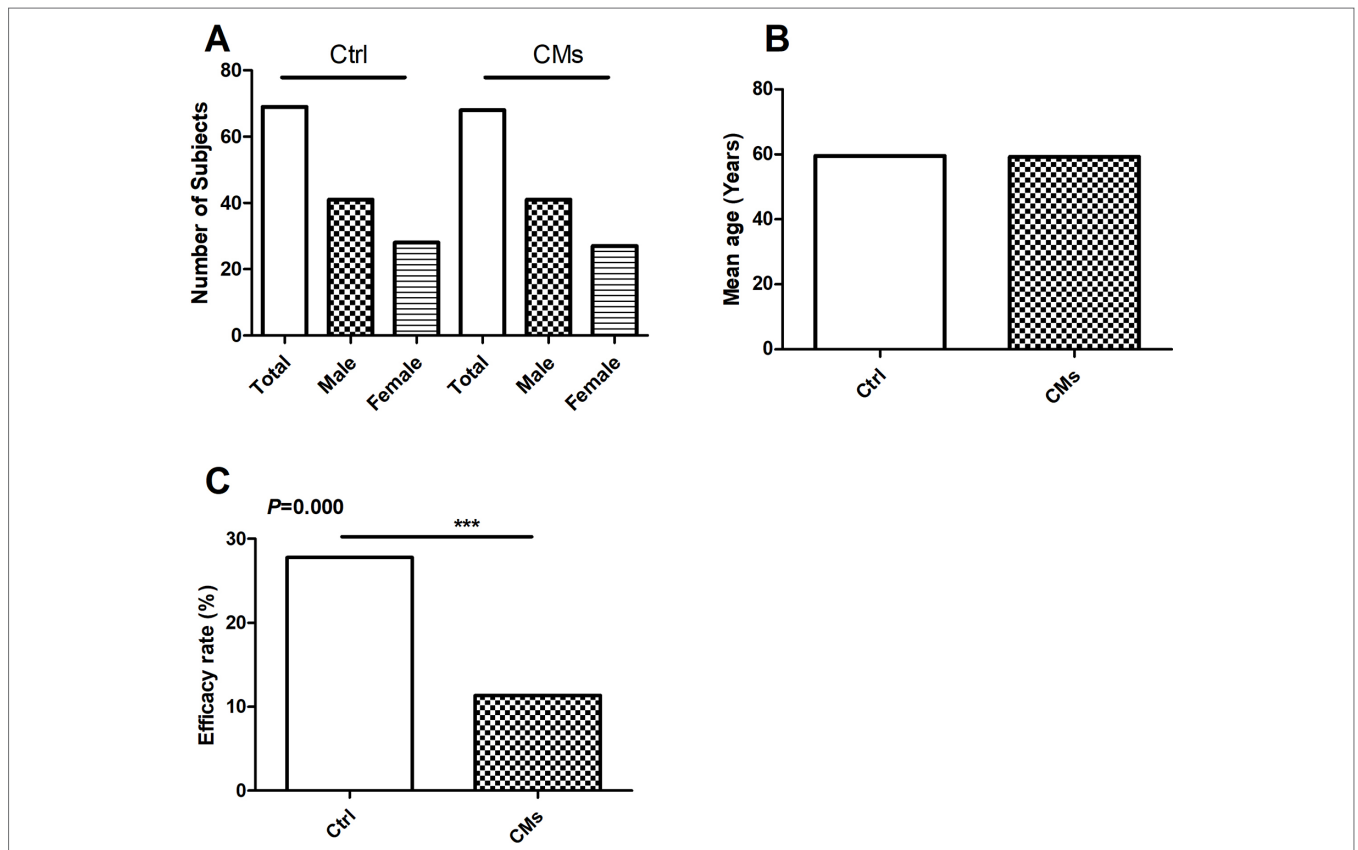 A
Ctrl
CMs
Number of Subjects
80
60
40
20
0
Total
Male
Female
Total
Male
Female
B
Mean age (Years)
80
60
40
20
0
Ctrl
CMs
C
P=0.000
***
Efficacy rate (%)
30
20
10
0
Ctrl
CMs